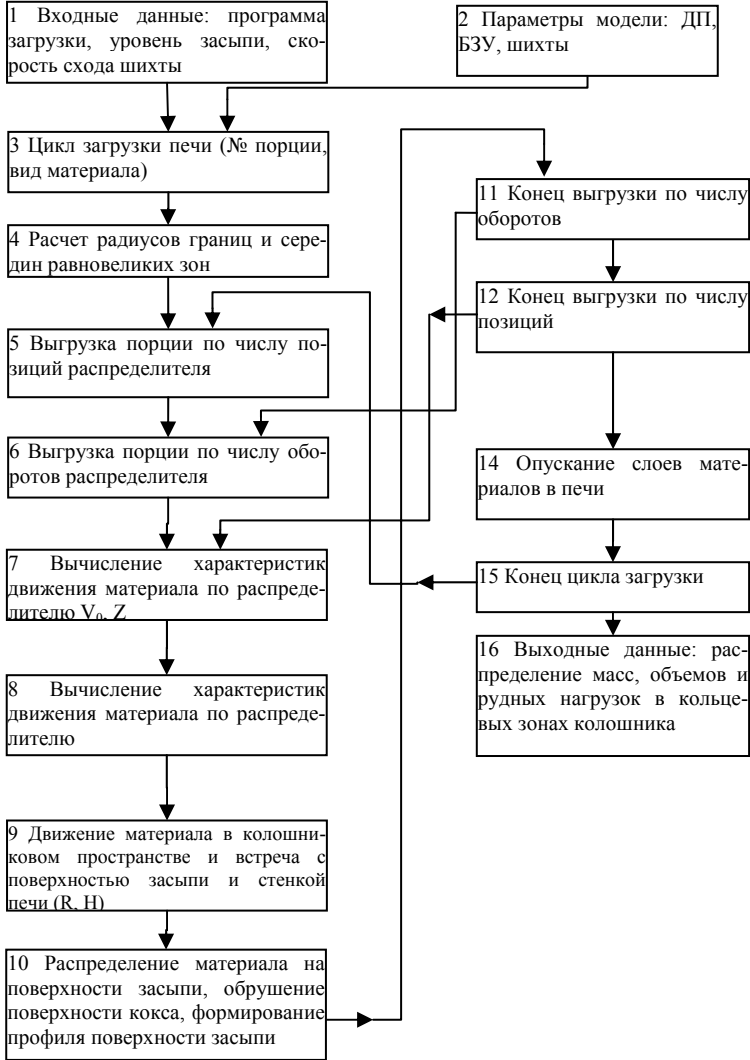 1 Входные данные: программа
загрузки, уровень засыпи, ско-
рость схода шихты
2 Параметры модели: ДП,
БЗУ, шихты
3 Цикл загрузки печи (№ порции,
вид материала)
4 Расчет радиусов границ и сере-
дин равновеликих зон
5 Выгрузка порции по числу по-
зиций распределителя
6 Выгрузка порции по числу обо-
ротов распределителя
7 Вычисление характеристик
движения материала по распреде-
лителю V₀, Z
8 Вычисление характеристик
движения материала по распреде-
лителю
9 Движение материала в колошни-
ковом пространстве и встреча с
поверхностью засыпи и стенкой
печи (R, H)
10 Распределение материала на
поверхности засыпи, обрушение
поверхности кокса, формирование
профиля поверхности засыпи
11 Конец выгрузки по числу
оборотов
12 Конец выгрузки по числу
позиций
14 Опускание слоев мате-
риалов в печи
15 Конец цикла загрузки
16 Выходные данные: рас-
пределение масс, объемов и
рудных нагрузок в кольце-
вых зонах колошника